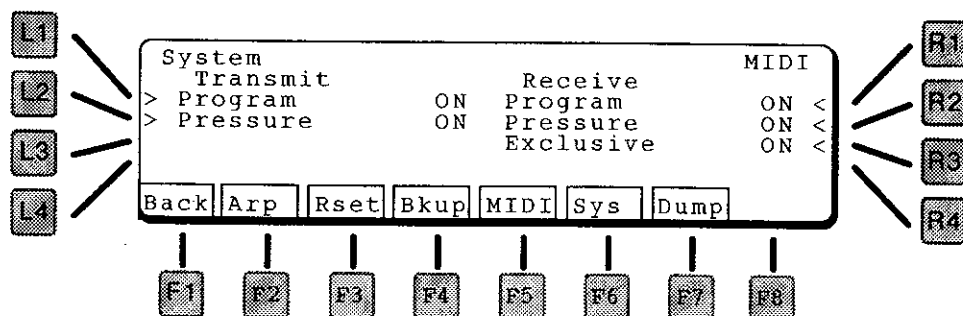 L1
L2
L3
L4
System MIDI
Transmit Receive
> Program ON Program ON <
> Pressure ON Pressure ON <
Exclusive ON <
Back Arp Rset Bkup MIDI Sys Dump
R1
R2
R3
R4
F1 F2 F3 F4 F5 F6 F7 F8